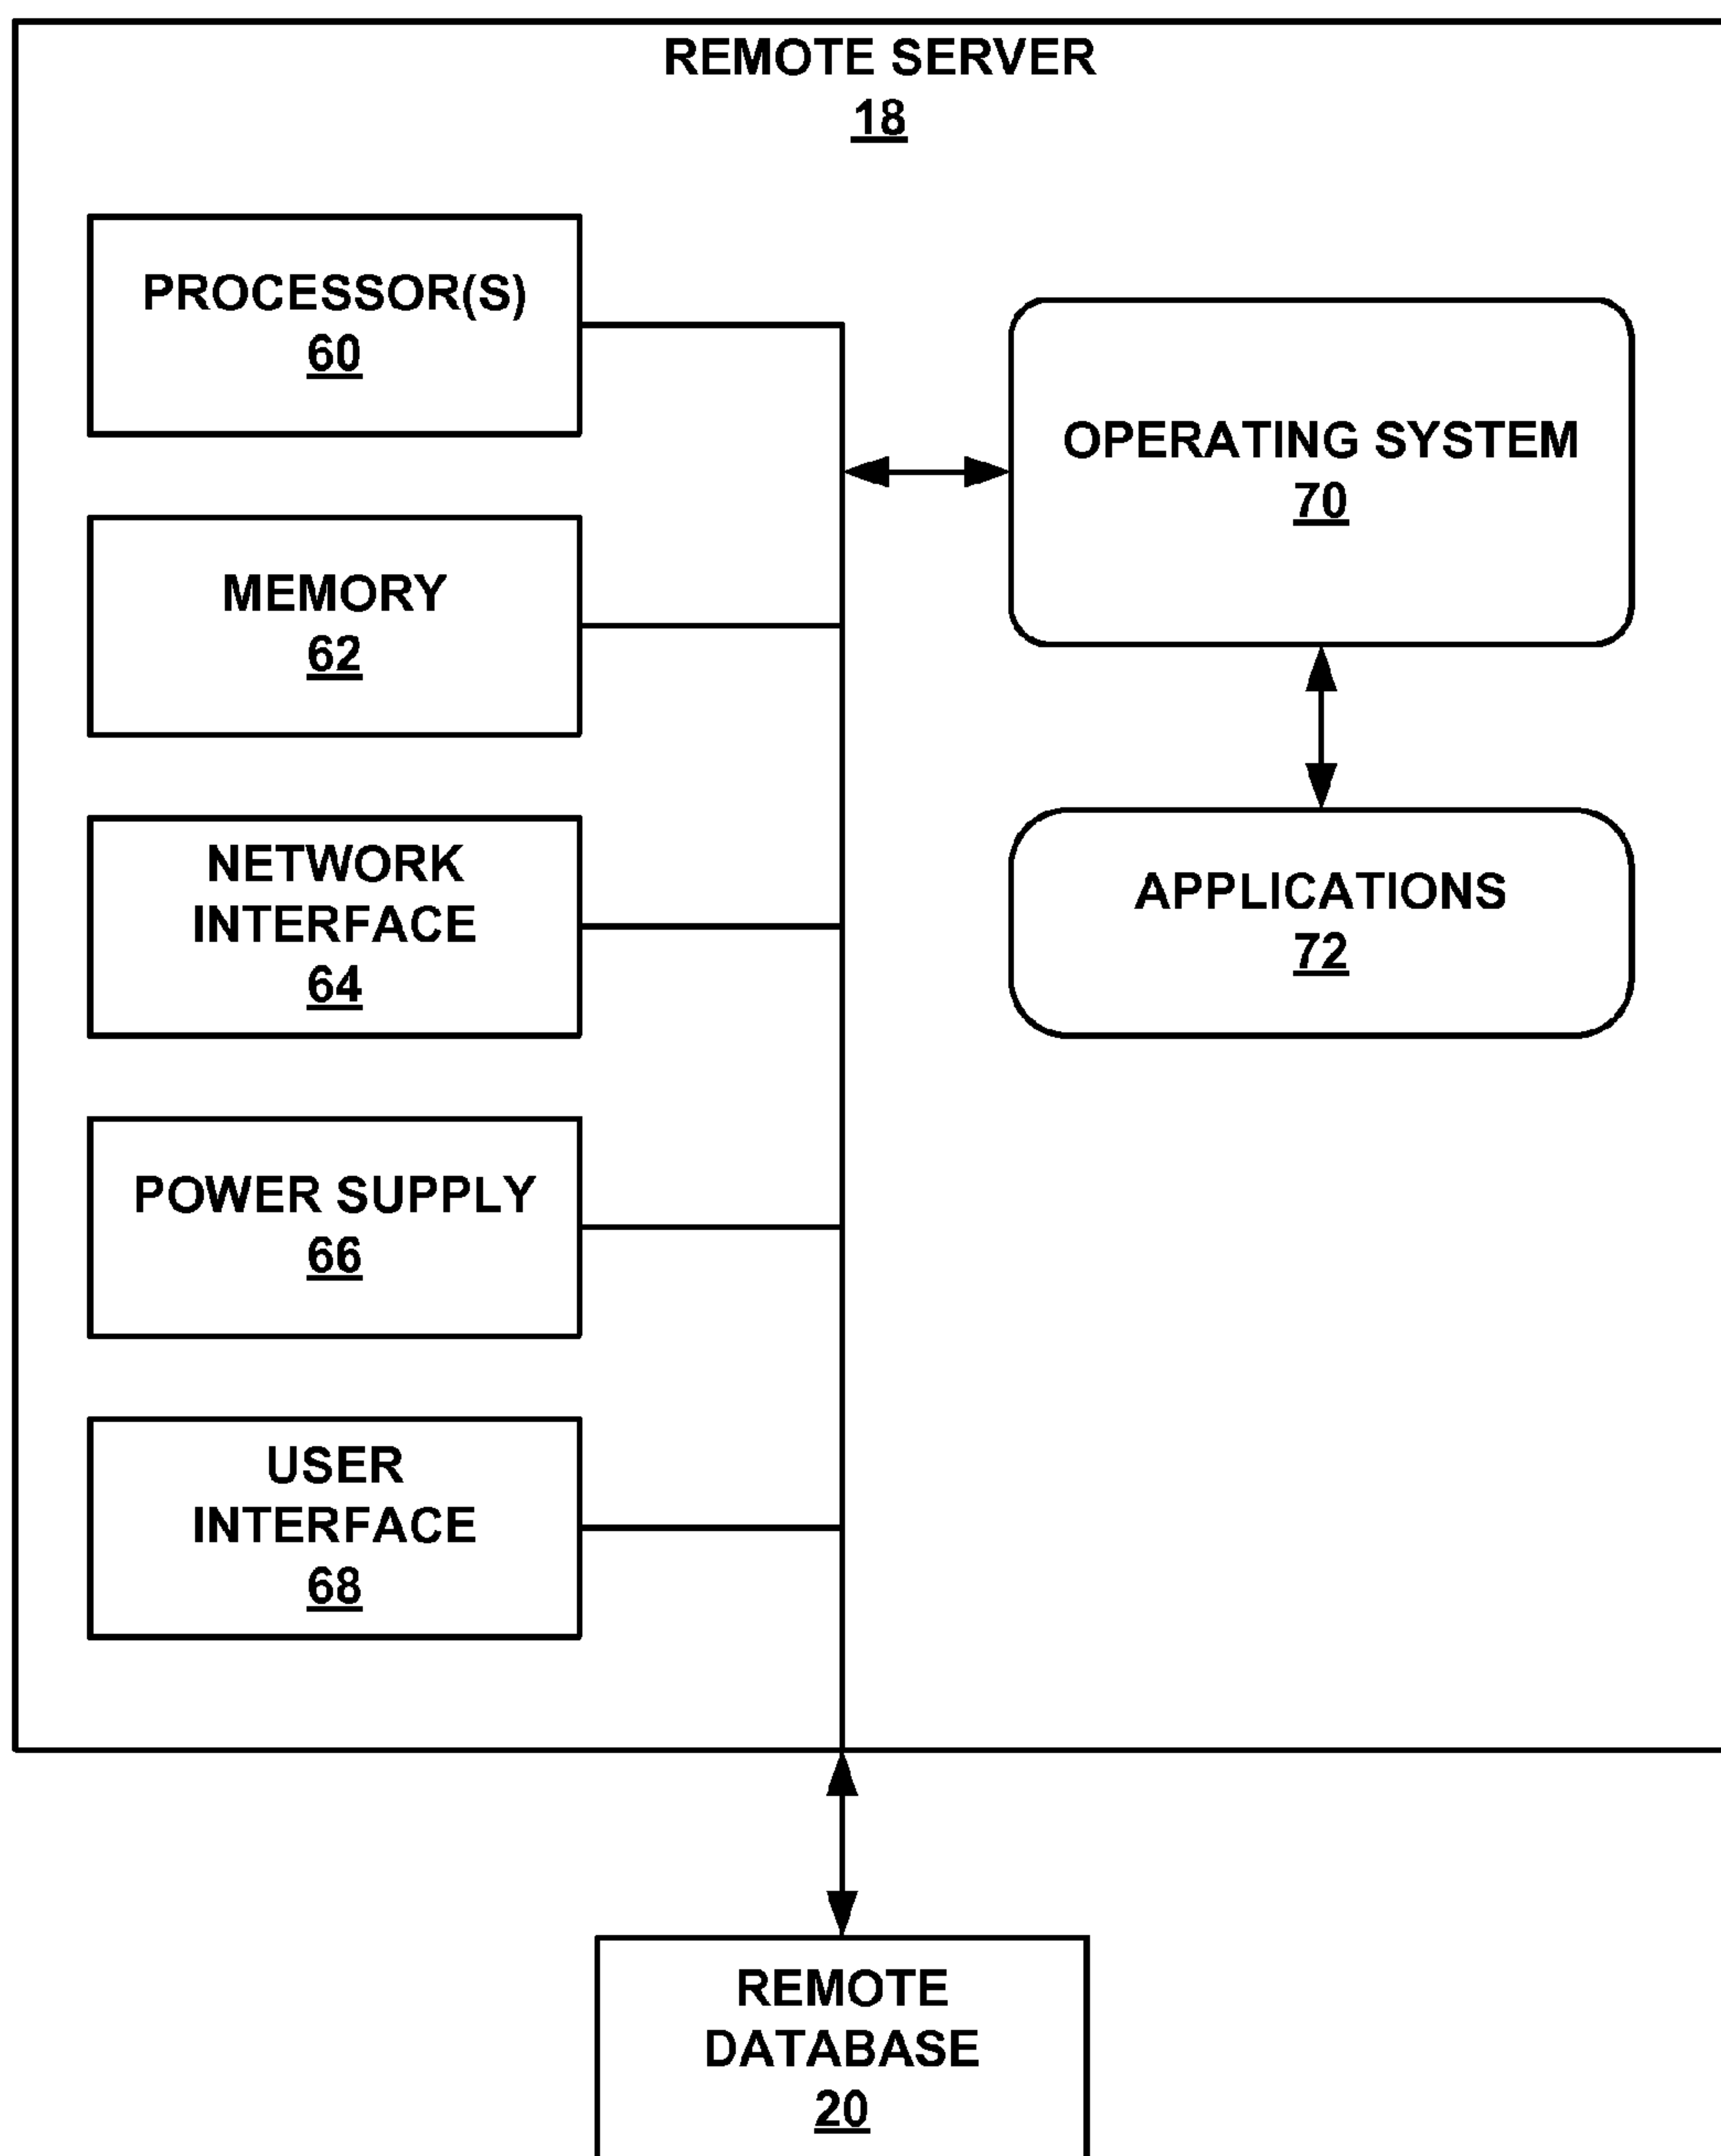 REMOTE SERVER
18
PROCESSOR(S)
60
MEMORY
62
NETWORK
INTERFACE
64
POWER SUPPLY
66
USER
INTERFACE
68
OPERATING SYSTEM
70
APPLICATIONS
72
REMOTE
DATABASE
20